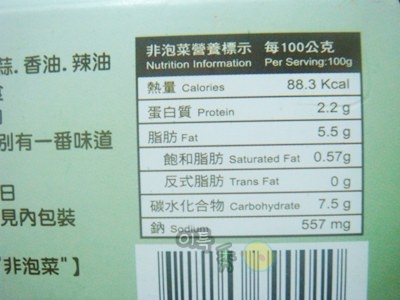 蒜. 香油. 辣油
別有一番味道
日
見內包裝
"非泡菜"】
非泡菜營養標示 每100公克
Nutrition Information Per Serving:100g
熱量 Calories 88.3 Kcal
蛋白質 Protein 2.2 g
脂肪 Fat 5.5 g
飽和脂肪 Saturated Fat 0.57g
反式脂肪 Trans Fat 0 g
碳水化合物 Carbohydrate 7.5 g
鈉 Sodium 557 mg